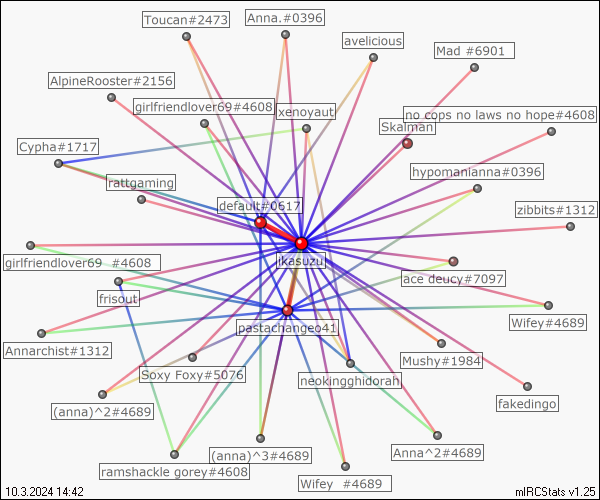 Toucan#2473
Anna.#0396
avelicious
Mad #6901
AlpineRooster#2156
girlfriendlover69#4608
xenoyaut
no cops no laws no hope#4608
Skalman
Cypha#1717
hypomanianna#0396
rattgaming
default#0617
zibbits#1312
ikasuzu
girlfriendlover69 #4608
ace deucy#7097
frisout
Wifey#4689
pastachangeo41
Annarchist#1312
Mushy#1984
Soxy Foxy#5076
neokingghidorah
fakedingo
(anna)^2#4689
(anna)^3#4689
Anna^2#4689
ramshackle gorey#4608
Wifey #4689
10.3.2024 14:42
mIRCStats v1.25